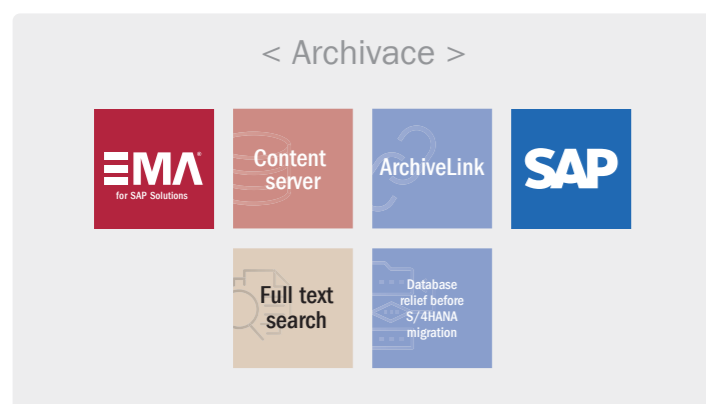 < Archivace >
EMA®
for SAP Solutions
Content
server
ArchiveLink
SAP
Full text
search
Database
relief before
S/4HANA
migration